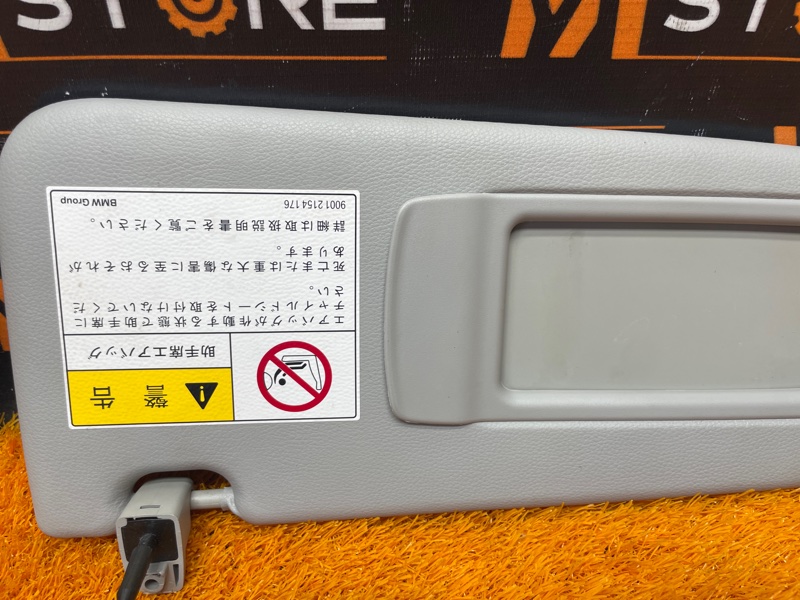 STORE
M
ST
警告
助手席エアバッグ
エアバッグが作動する状態で助手席に
チャイルドシートを取付けないでくだ
さい。
死亡または重大な傷害に至るおそれが
あります。
詳細は取扱説明書をご覧ください。
90012154176
BMW Group